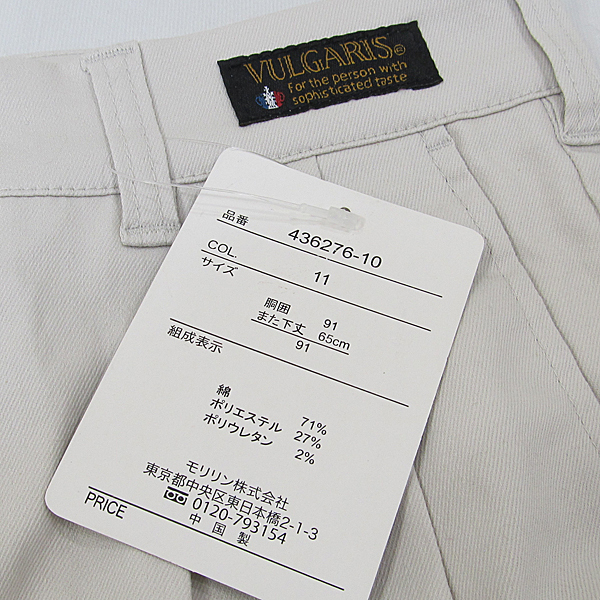 VULGARIS®
For the person with
sophisticated taste
品番 436276-10
COL. 11
サイズ
胴囲 91
また下丈 65cm
91
組成表示
綿 71%
ポリエステル 27%
ポリウレタン 2%
モリリン株式会社
東京都中央区東日本橋2-1-3
0120-793154
中国製
PRICE